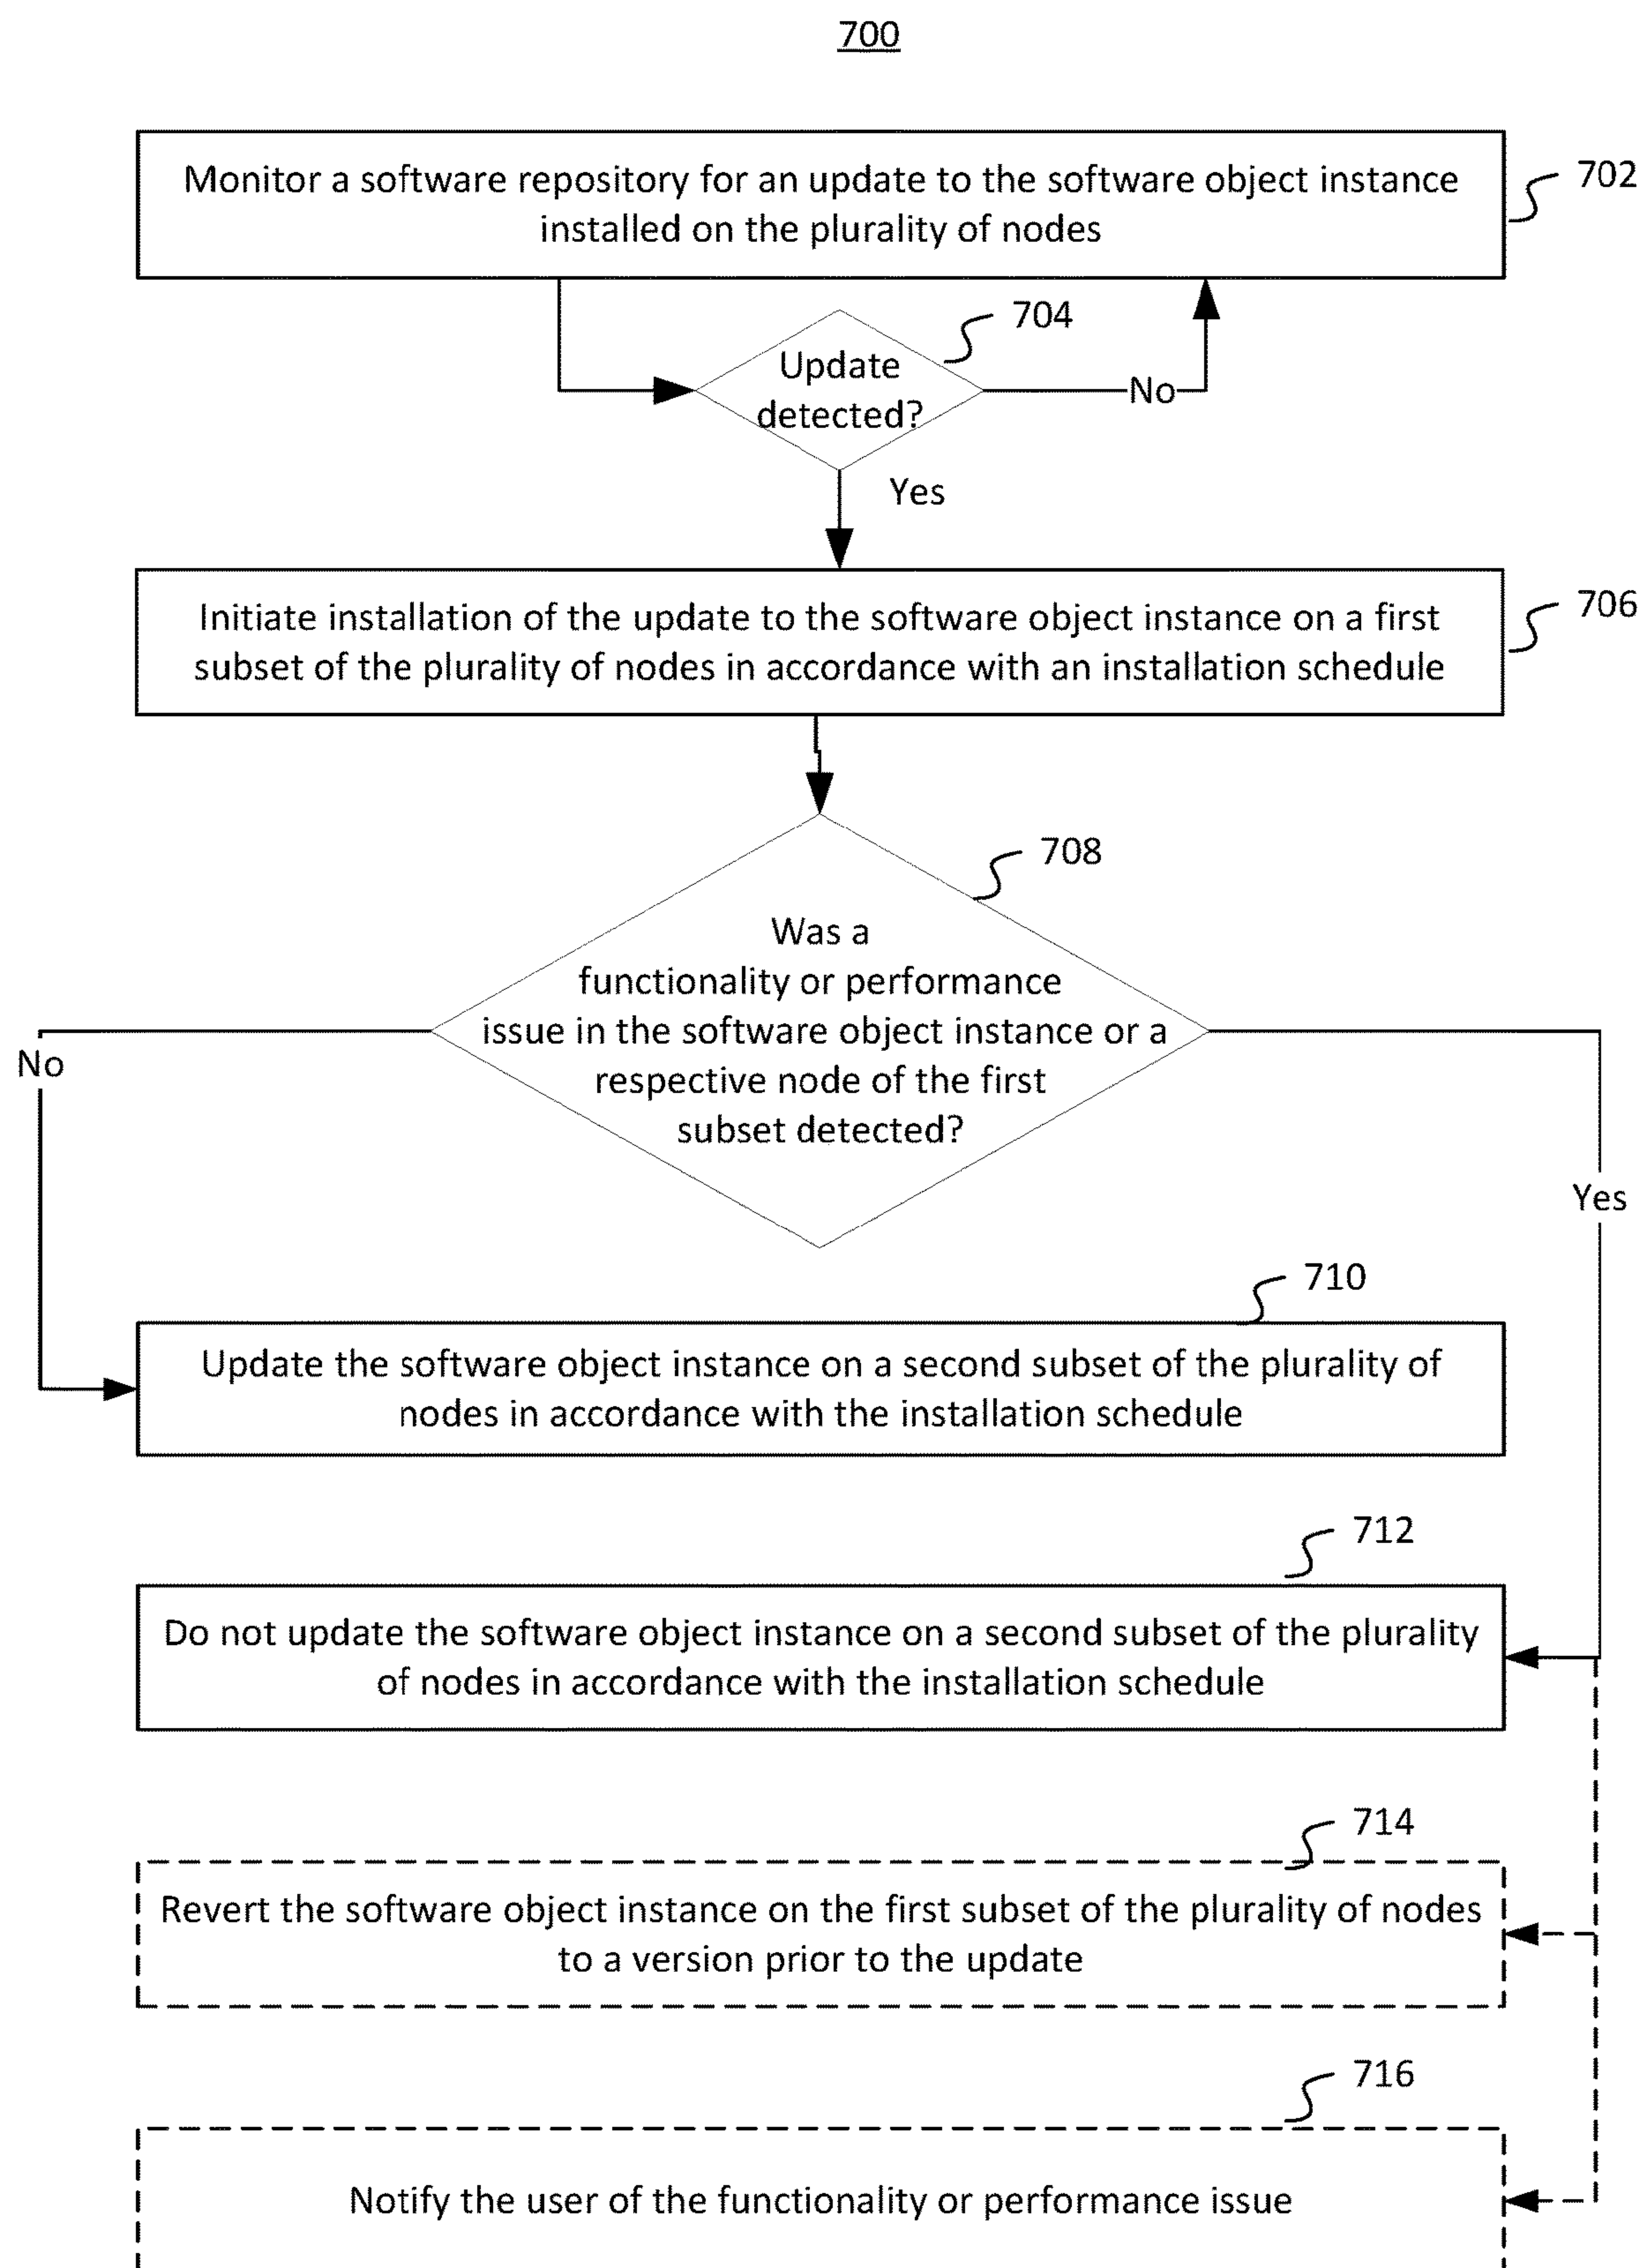 700
Monitor a software repository for an update to the software object instance
installed on the plurality of nodes
702
704
Update
detected?
No
Yes
Initiate installation of the update to the software object instance on a first
subset of the plurality of nodes in accordance with an installation schedule
706
708
Was a
functionality or performance
issue in the software object instance or a
respective node of the first
subset detected?
No
Yes
710
Update the software object instance on a second subset of the plurality of
nodes in accordance with the installation schedule
712
Do not update the software object instance on a second subset of the plurality
of nodes in accordance with the installation schedule
714
Revert the software object instance on the first subset of the plurality of nodes
to a version prior to the update
716
Notify the user of the functionality or performance issue